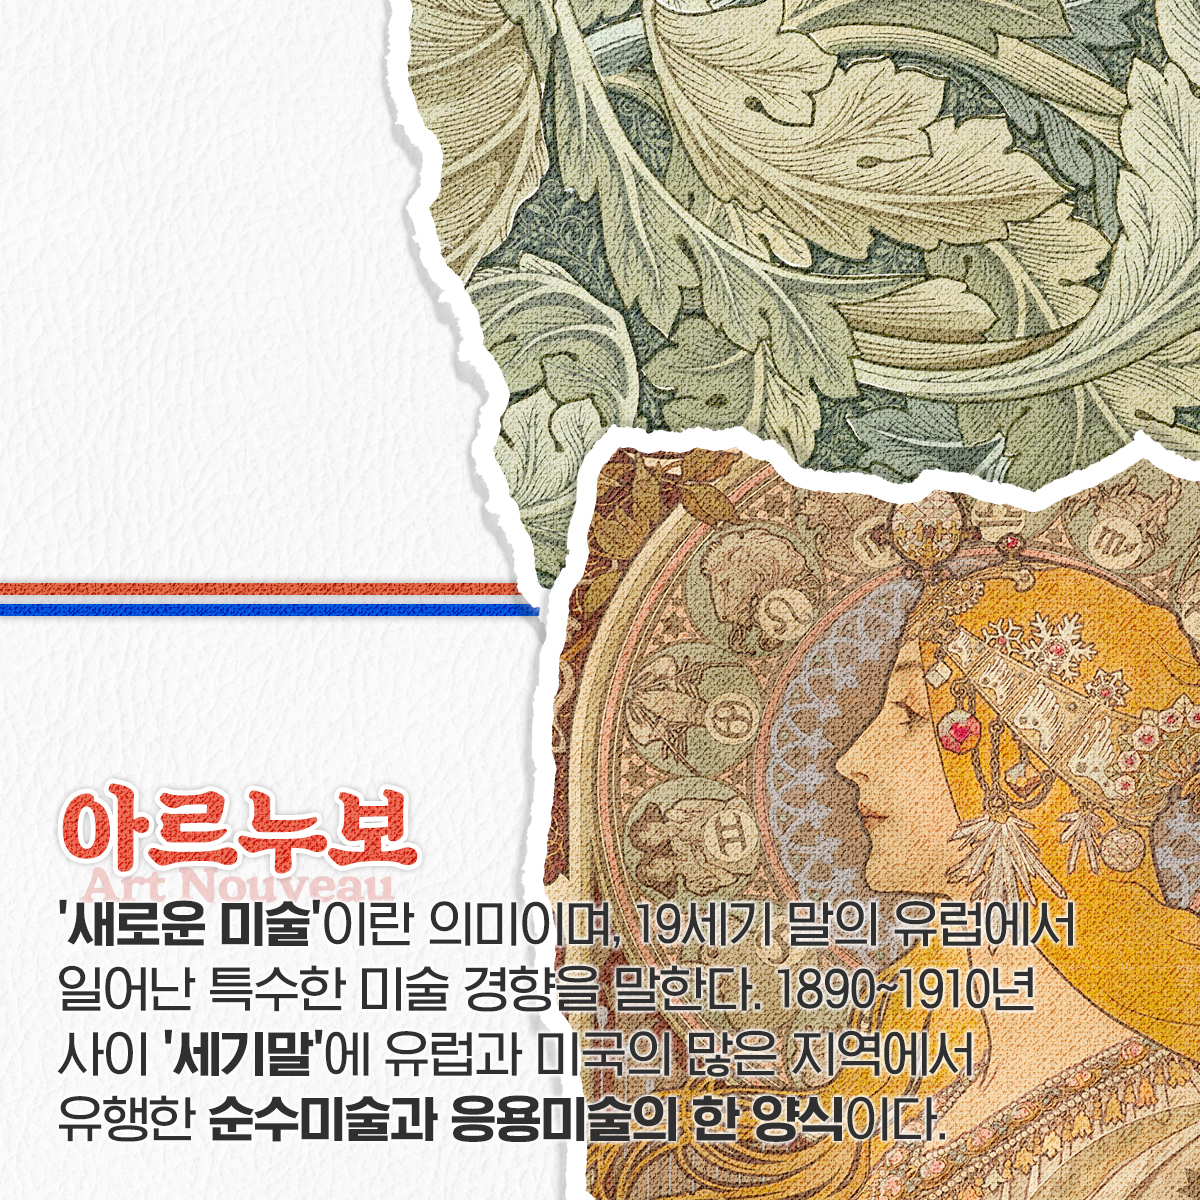 아르누보
Art Nouveau
'새로운 미술'이란 의미이며, 19세기 말의 유럽에서
일어난 특수한 미술 경향을 말한다. 1890~1910년
사이 '세기말'에 유럽과 미국의 많은 지역에서
유행한 순수미술과 응용미술의 한 양식이다.